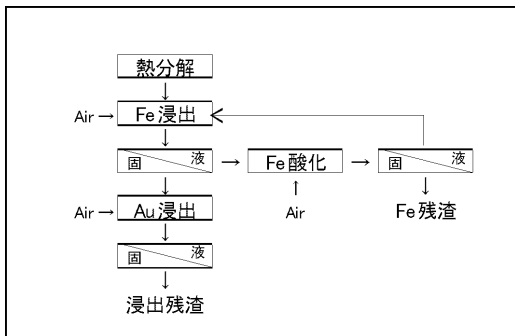 熱分解
Air → Fe浸出
固 液 → Fe酸化 → 固 液
Air → Au浸出 Air Fe残渣
固 液
浸出残渣